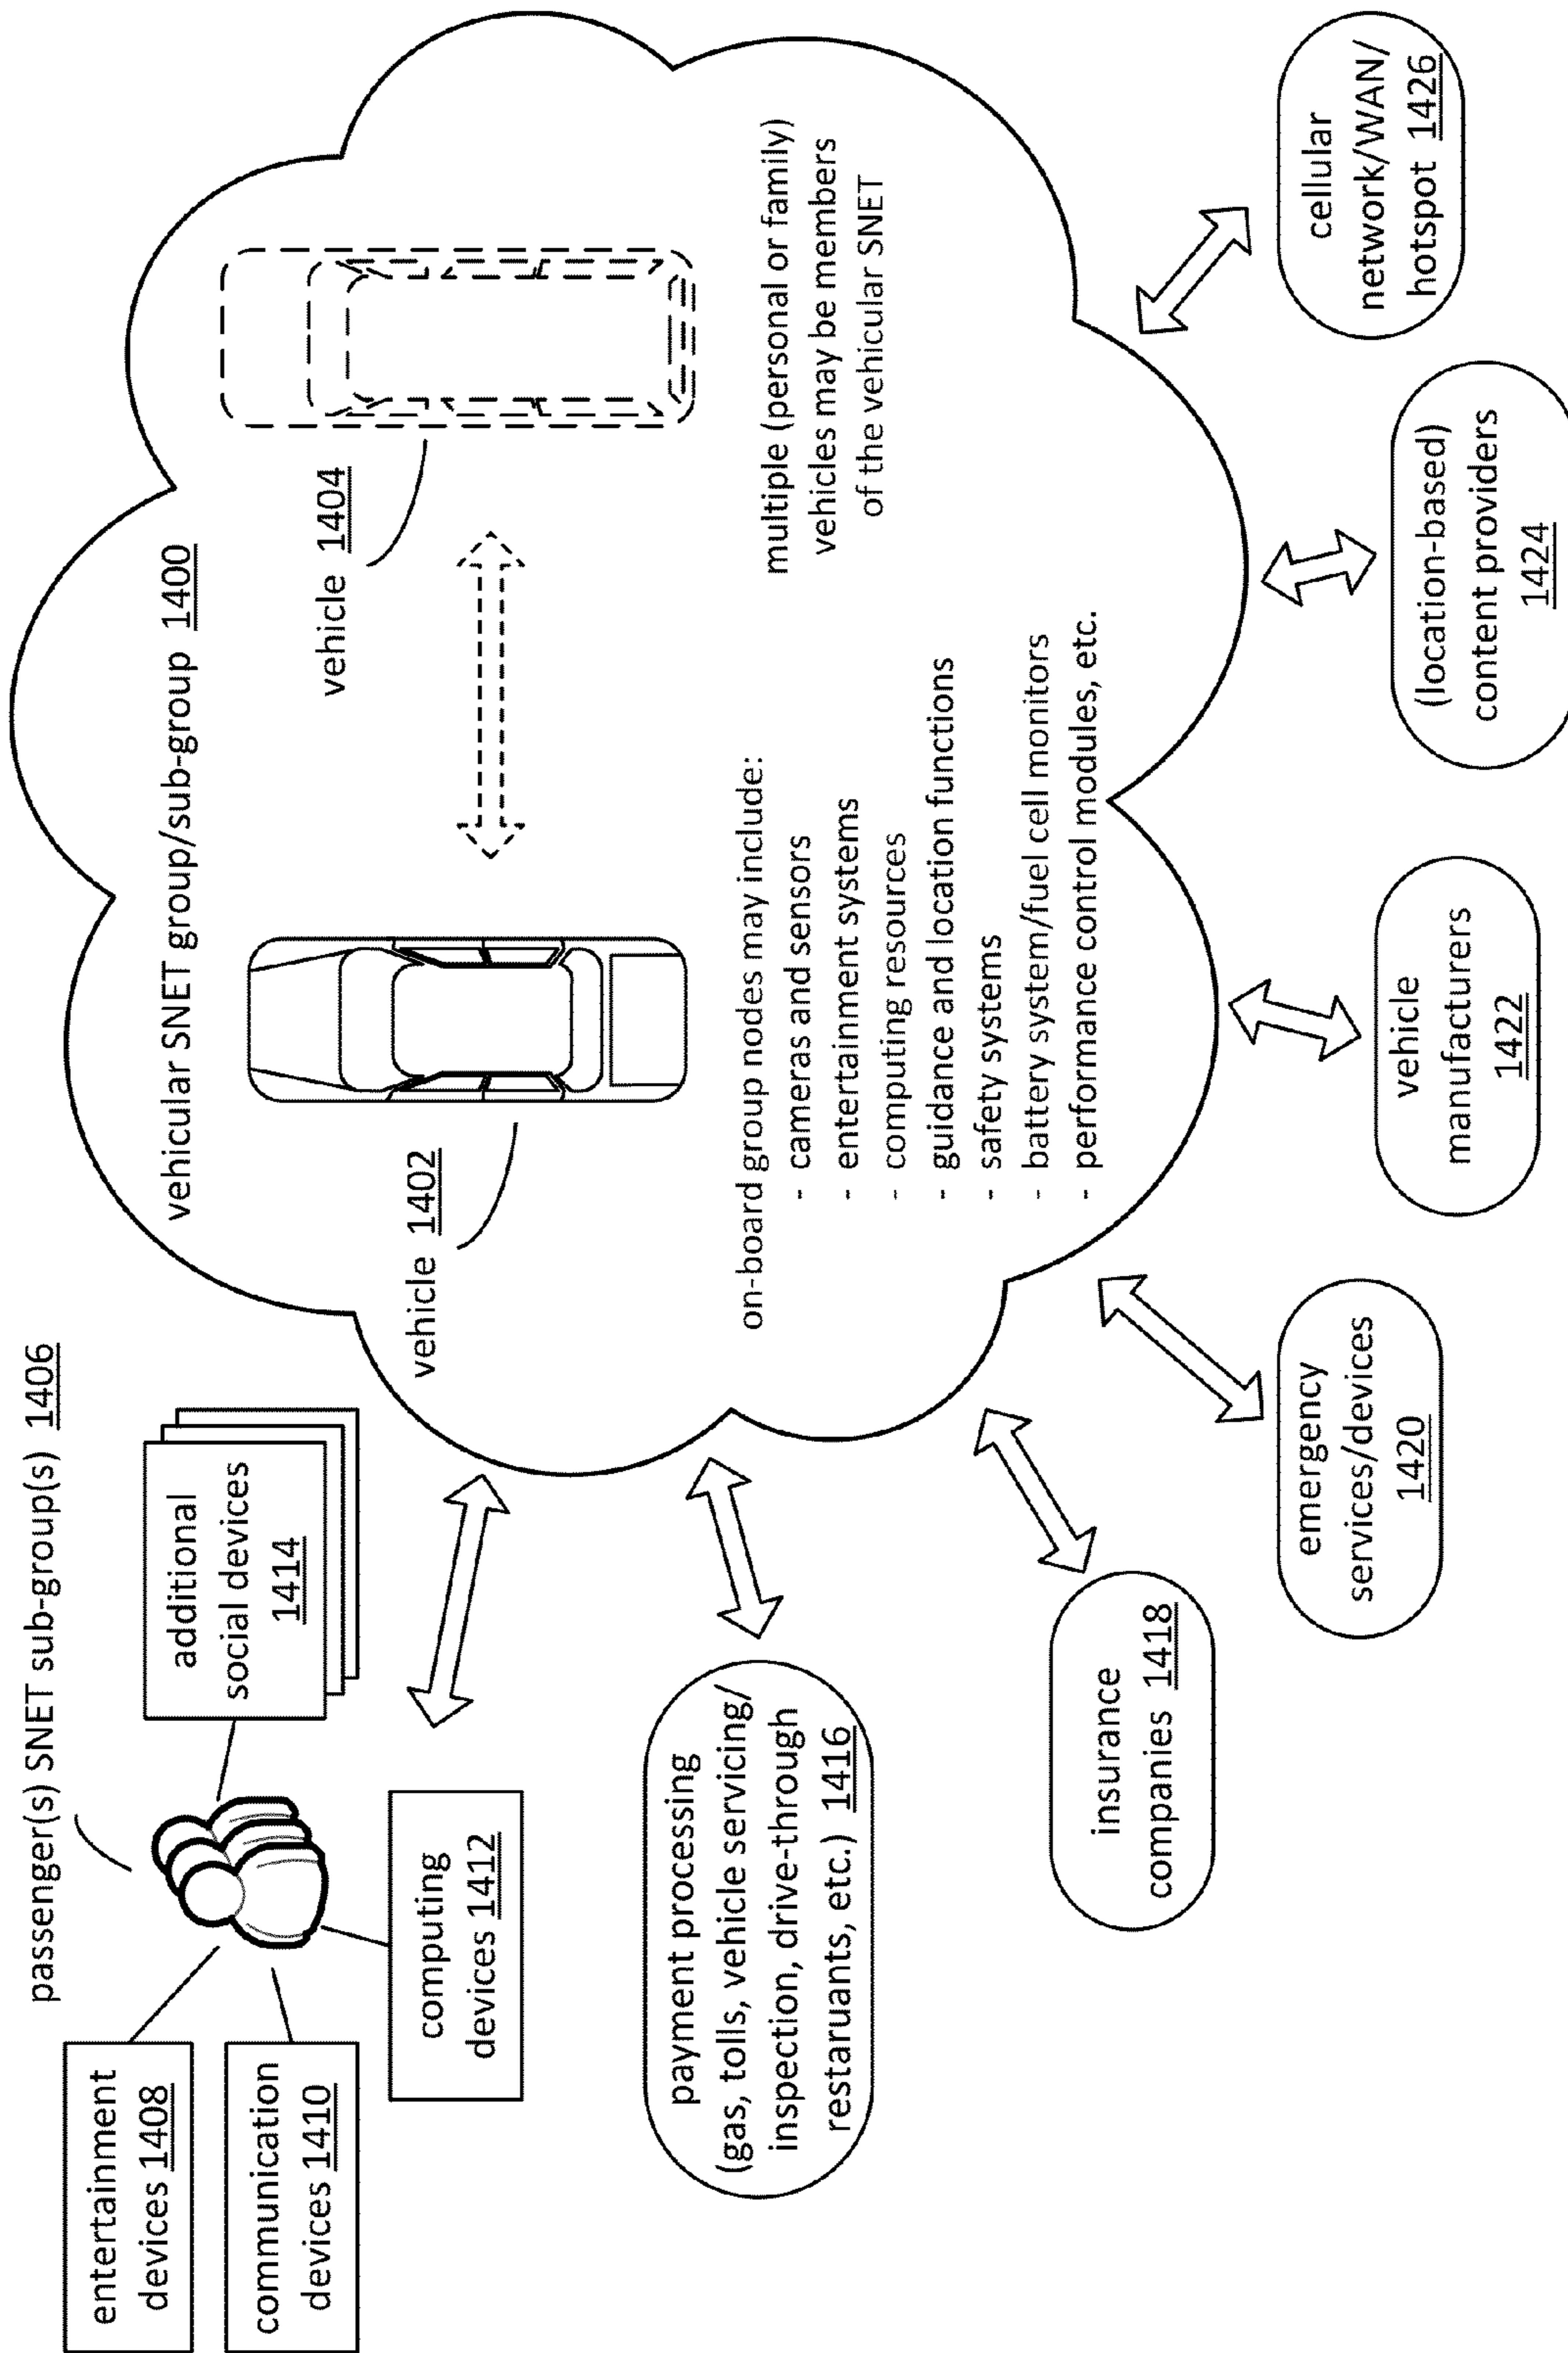 passenger(s) SNET sub-group(s) 1406
entertainment
devices 1408
communication
devices 1410
computing
devices 1412
additional
social devices
1414
vehicular SNET group/sub-group 1400
vehicle 1402
vehicle 1404
on-board group nodes may include:
- cameras and sensors
- entertainment systems
- computing resources
- guidance and location functions
- safety systems
- battery system/fuel cell monitors
- performance control modules, etc.
multiple (personal or family)
vehicles may be members
of the vehicular SNET
payment processing
(gas, tolls, vehicle servicing/
inspection, drive-through
restaruants, etc.) 1416
insurance
companies 1418
emergency
services/devices
1420
vehicle
manufacturers
1422
(location-based)
content providers
1424
cellular
network/WAN/
hotspot 1426